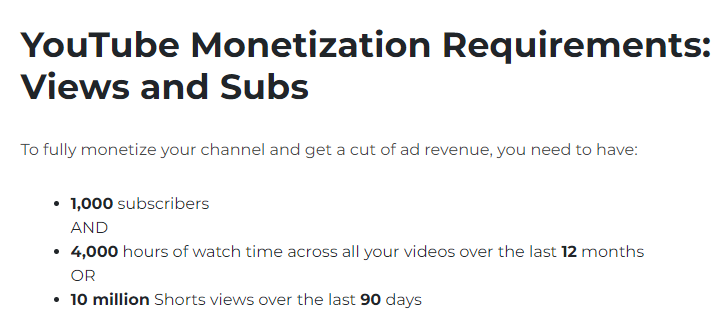 YouTube Monetization Requirements:
Views and Subs
To fully monetize your channel and get a cut of ad revenue, you need to have:
• 1,000 subscribers
AND
• 4,000 hours of watch time across all your videos over the last 12 months
OR
• 10 million Shorts views over the last 90 days